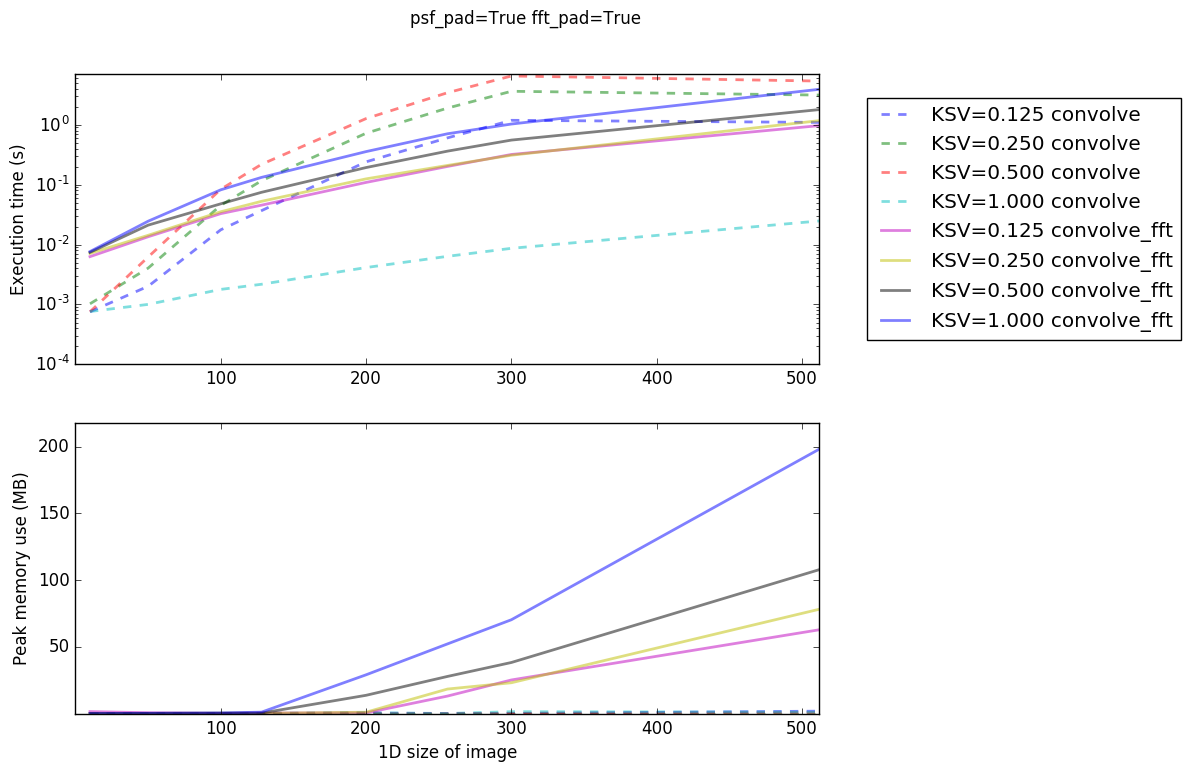 psf_pad=True fft_pad=True
Execution time (s)
10^0
10^-1
10^-2
10^-3
10^-4
100 200 300 400 500
KSV=0.125 convolve
KSV=0.250 convolve
KSV=0.500 convolve
KSV=1.000 convolve
KSV=0.125 convolve_fft
KSV=0.250 convolve_fft
KSV=0.500 convolve_fft
KSV=1.000 convolve_fft
Peak memory use (MB)
200
150
100
50
100 200 300 400 500
1D size of image